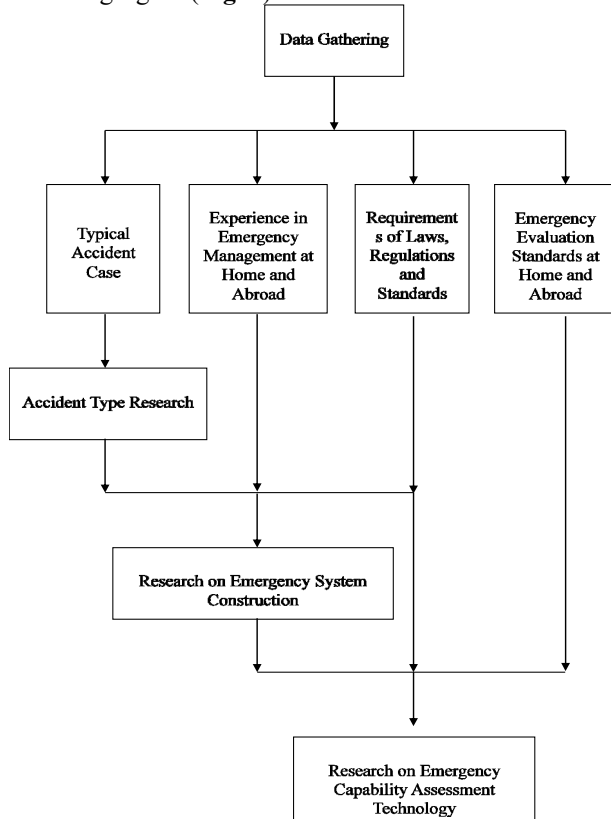 Data Gathering
Typical
Accident
Case
Experience in
Emergency
Management at
Home and
Abroad
Requirement
s of Laws,
Regulations
and
Standards
Emergency
Evaluation
Standards at
Home and
Abroad
Accident Type Research
Research on Emergency System
Construction
Research on Emergency
Capability Assessment
Technology